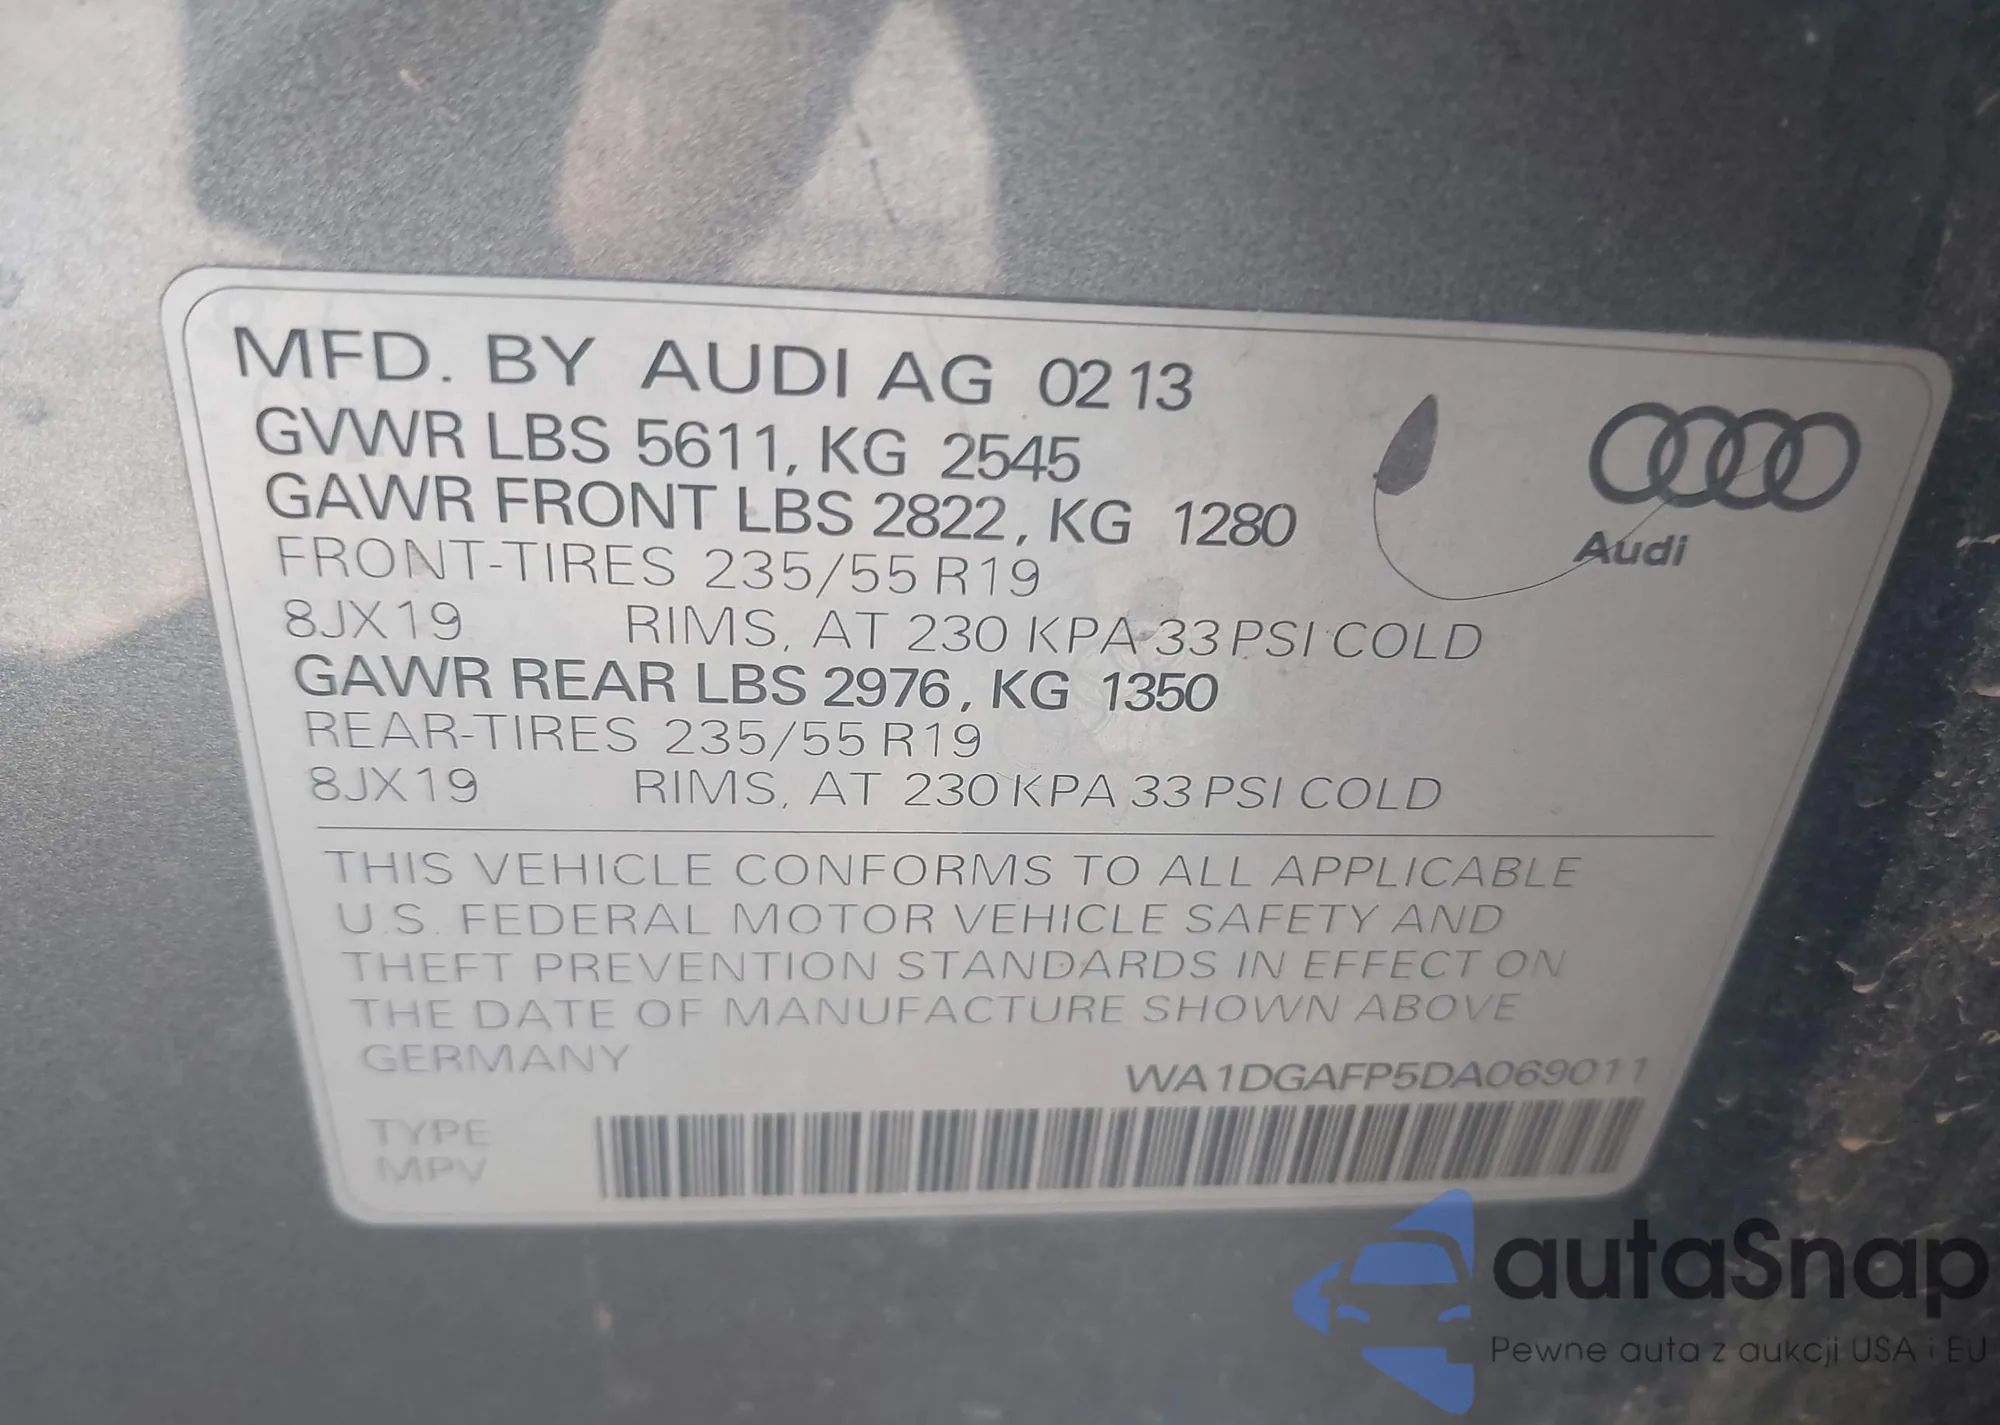 MFD. BY AUDI AG 02 13
GVWR LBS 5611, KG 2545
GAWR FRONT LBS 2822, KG 1280
FRONT-TIRES 235/55 R19
8JX19 RIMS, AT 230 KPA 33 PSI COLD
GAWR REAR LBS 2976, KG 1350
REAR-TIRES 235/55 R19
8JX19 RIMS, AT 230 KPA 33 PSI COLD
Audi
THIS VEHICLE CONFORMS TO ALL APPLICABLE
U.S. FEDERAL MOTOR VEHICLE SAFETY AND
THEFT PREVENTION STANDARDS IN EFFECT ON
THE DATE OF MANUFACTURE SHOWN ABOVE
GERMANY
WA1DGAFP5DA069011
TYPE
MPV
autaSnap
Pewne auta z aukcji USA i EU